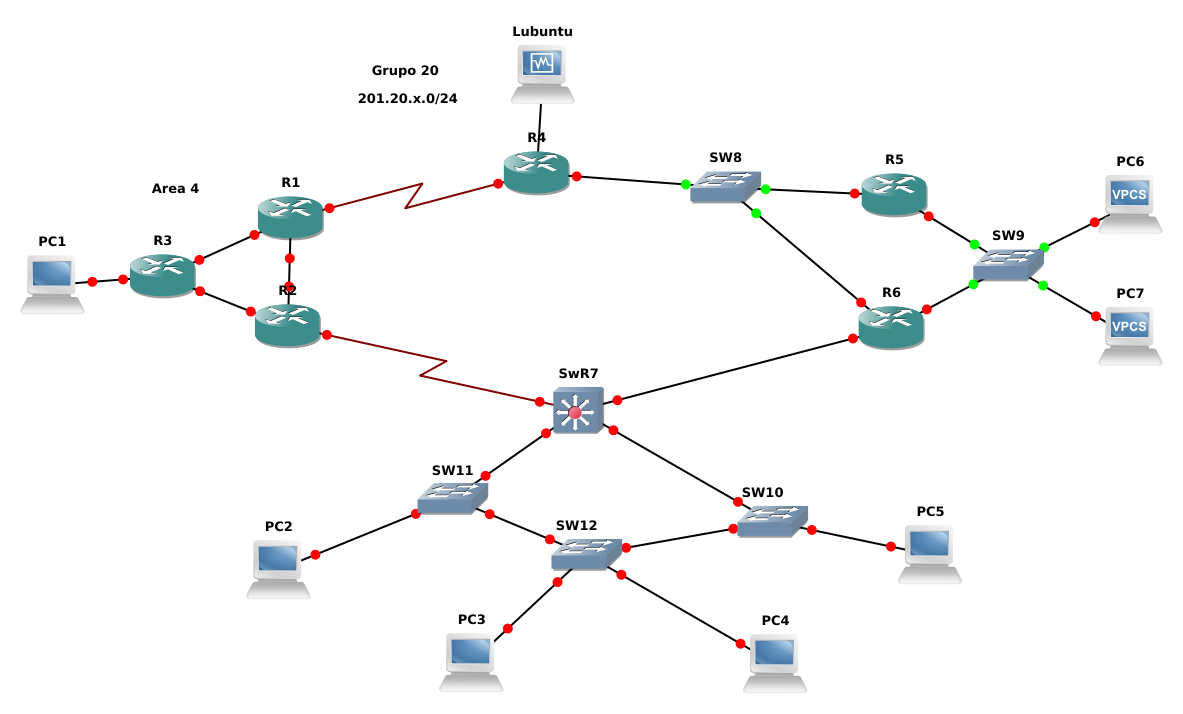 Lubuntu
Grupo 20
201.20.x.0/24
R4
SW8
R5
PC6
VPCS
Area 4
R1
PC1
R3
SW9
R2
R6
PC7
VPCS
SwR7
SW11
SW10
PC2
SW12
PC5
PC3
PC4